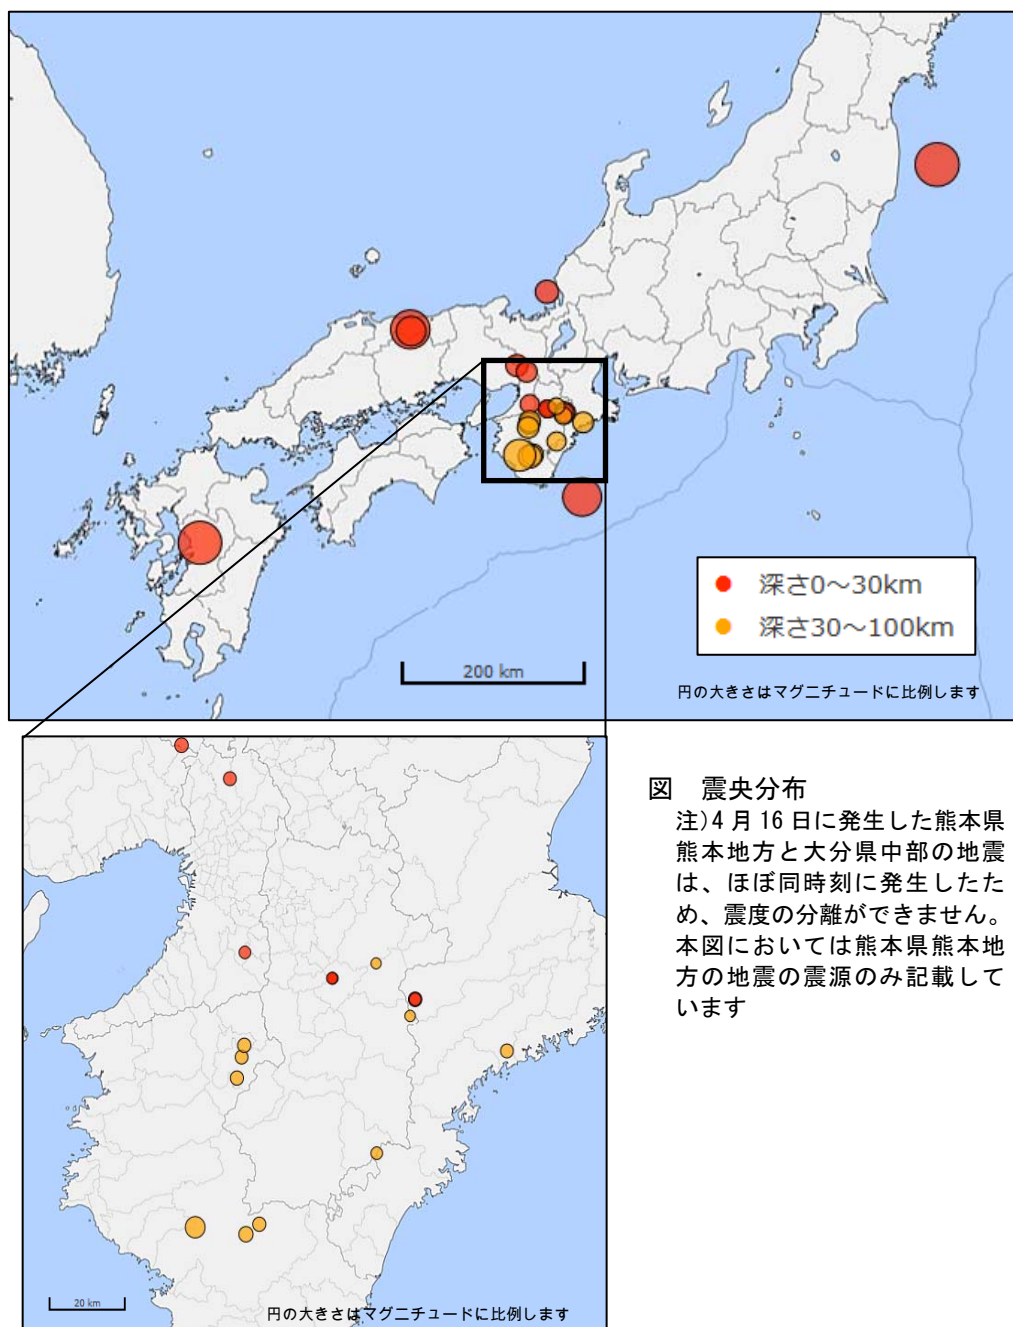 深さ0～30km
深さ30～100km
200 km
円の大きさはマグニチュードに比例します
図　震央分布
注)4月16日に発生した熊本県
熊本地方と大分県中部の地震
は、ほぼ同時刻に発生したた
め、震度の分離ができません。
本図においては熊本県熊本地
方の地震の震源のみ記載して
います
20 km
円の大きさはマグニチュードに比例します